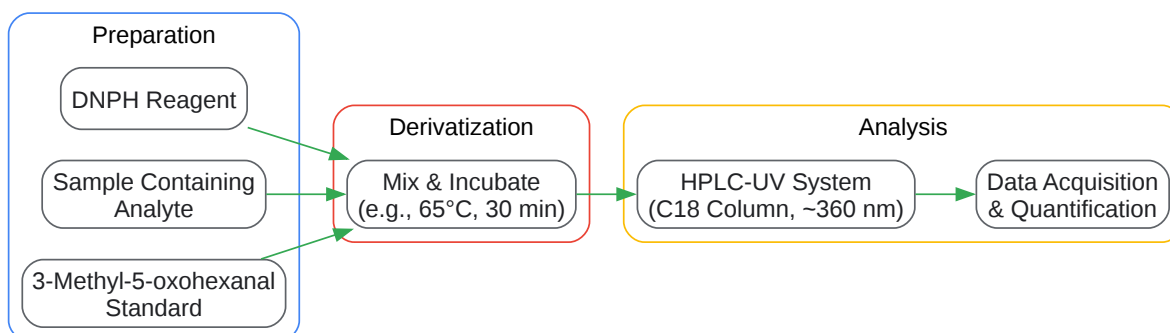 Preparation
DNPH Reagent
Sample Containing
Analyte
3-Methyl-5-oxohexanal
Standard
Derivatization
Mix & Incubate
(e.g., 65°C, 30 min)
Analysis
HPLC-UV System
(C18 Column, ~360 nm)
Data Acquisition
& Quantification